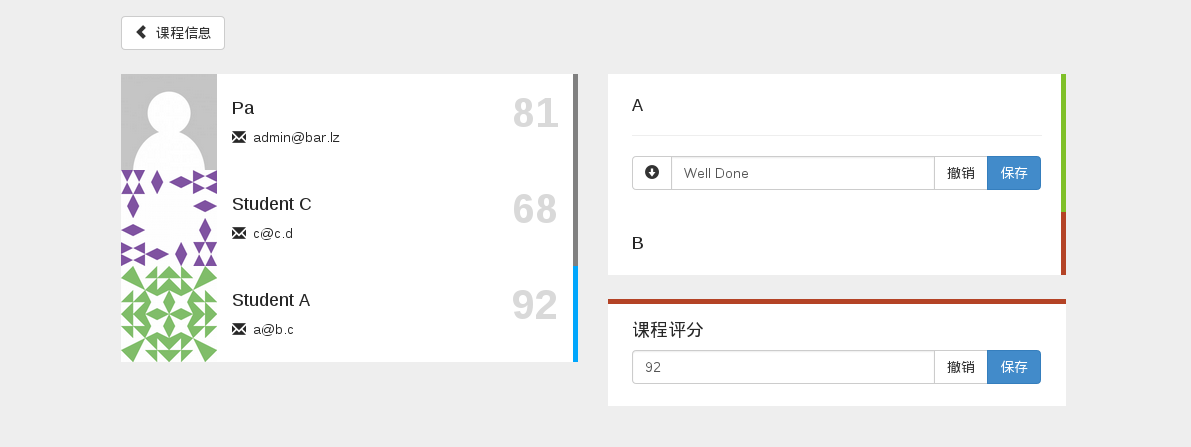 课程信息
Pa
81
admin@bar.lz
Student C
68
c@c.d
Student A
92
a@b.c
A
Well Done 撤销 保存
B
课程评分
92 撤销 保存